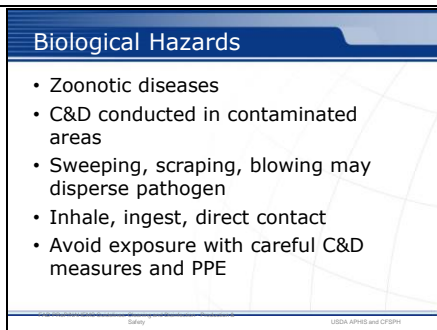 Biological Hazards
• Zoonotic diseases
• C&D conducted in contaminated
areas
• Sweeping, scraping, blowing may
disperse pathogen
• Inhale, ingest, direct contact
• Avoid exposure with careful C&D
measures and PPE
Safety
USDA APHIS and CFSPH